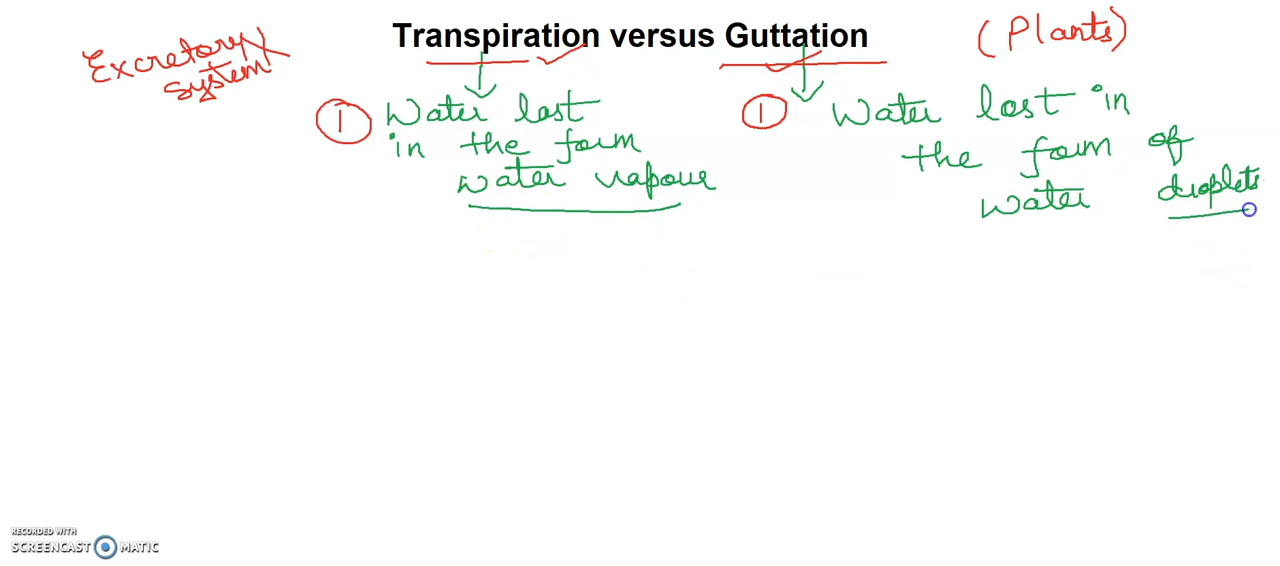 Transpiration versus Guttation
(Plants)
Excretory
system
1 Water lost
in the form
water vapour
1 Water lost in
the form of
water droplets
RECORDED WITH
SCREENCAST MATIC